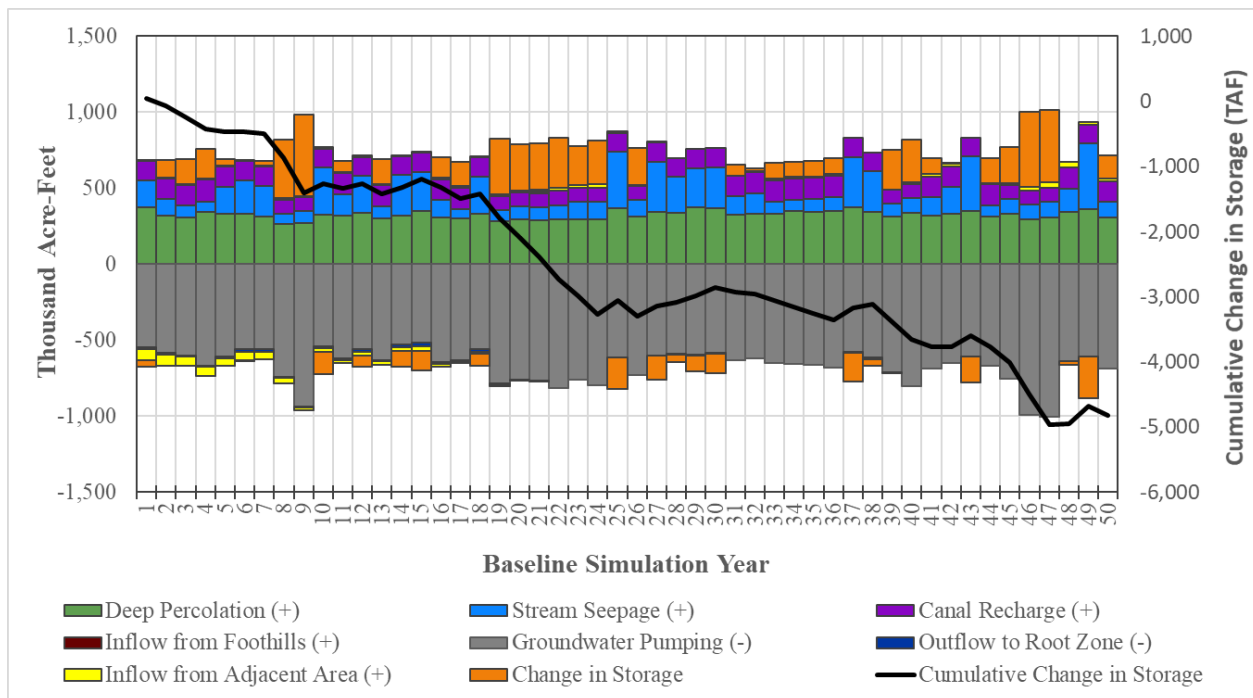 1,500
1,000
500
0
-500
-1,000
-1,500
Thousand Acre-Feet
1,000
0
-1,000
-2,000
-3,000
-4,000
-5,000
-6,000
Cumulative Change in Storage (TAF)
1 2 3 4 5 6 7 8 9 10 11 12 13 14 15 16 17 18 19 20 21 22 23 24 25 26 27 28 29 30 31 32 33 34 35 36 37 38 39 40 41 42 43 44 45 46 47 48 49 50
Baseline Simulation Year
Deep Percolation (+) Stream Seepage (+) Canal Recharge (+)
Inflow from Foothills (+) Groundwater Pumping (-) Outflow to Root Zone (-)
Inflow from Adjacent Area (+) Change in Storage Cumulative Change in Storage